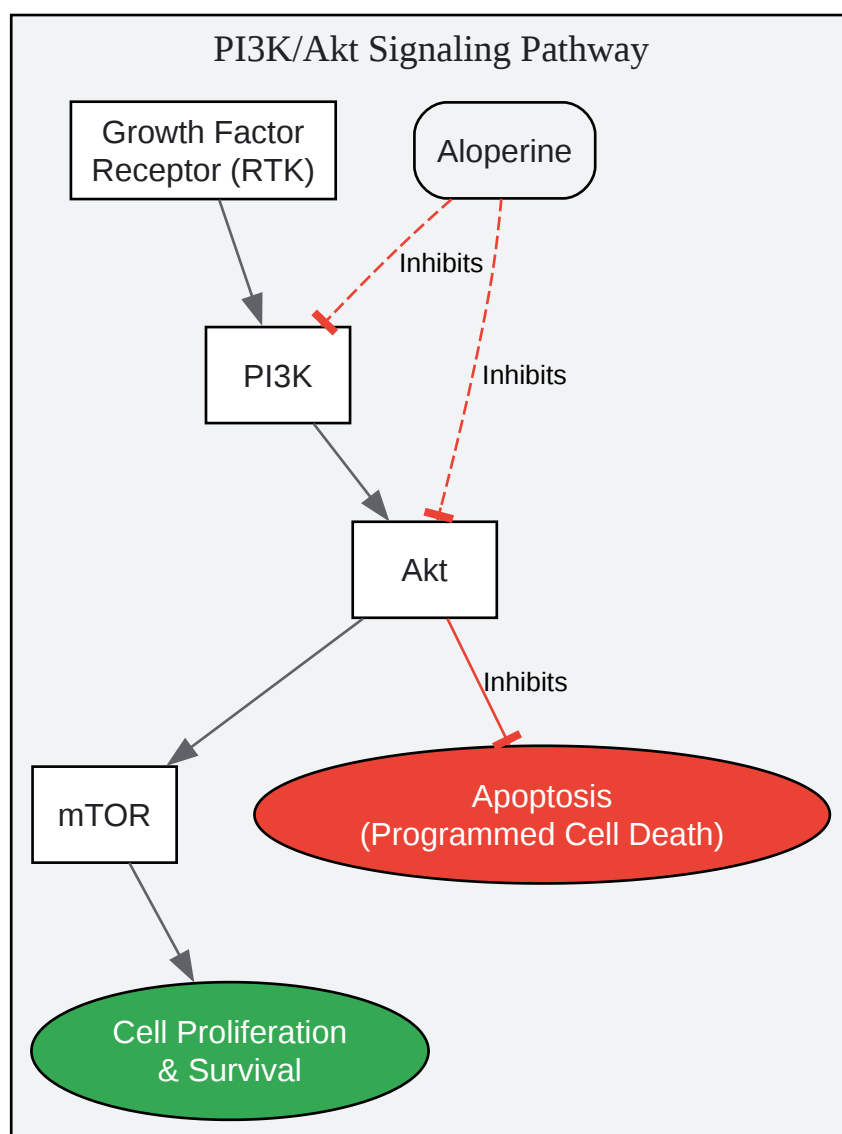 PI3K/Akt Signaling Pathway
Growth Factor
Receptor (RTK)
Aloperine
Inhibits
PI3K
Inhibits
Akt
Inhibits
mTOR
Apoptosis
(Programmed Cell Death)
Cell Proliferation
& Survival